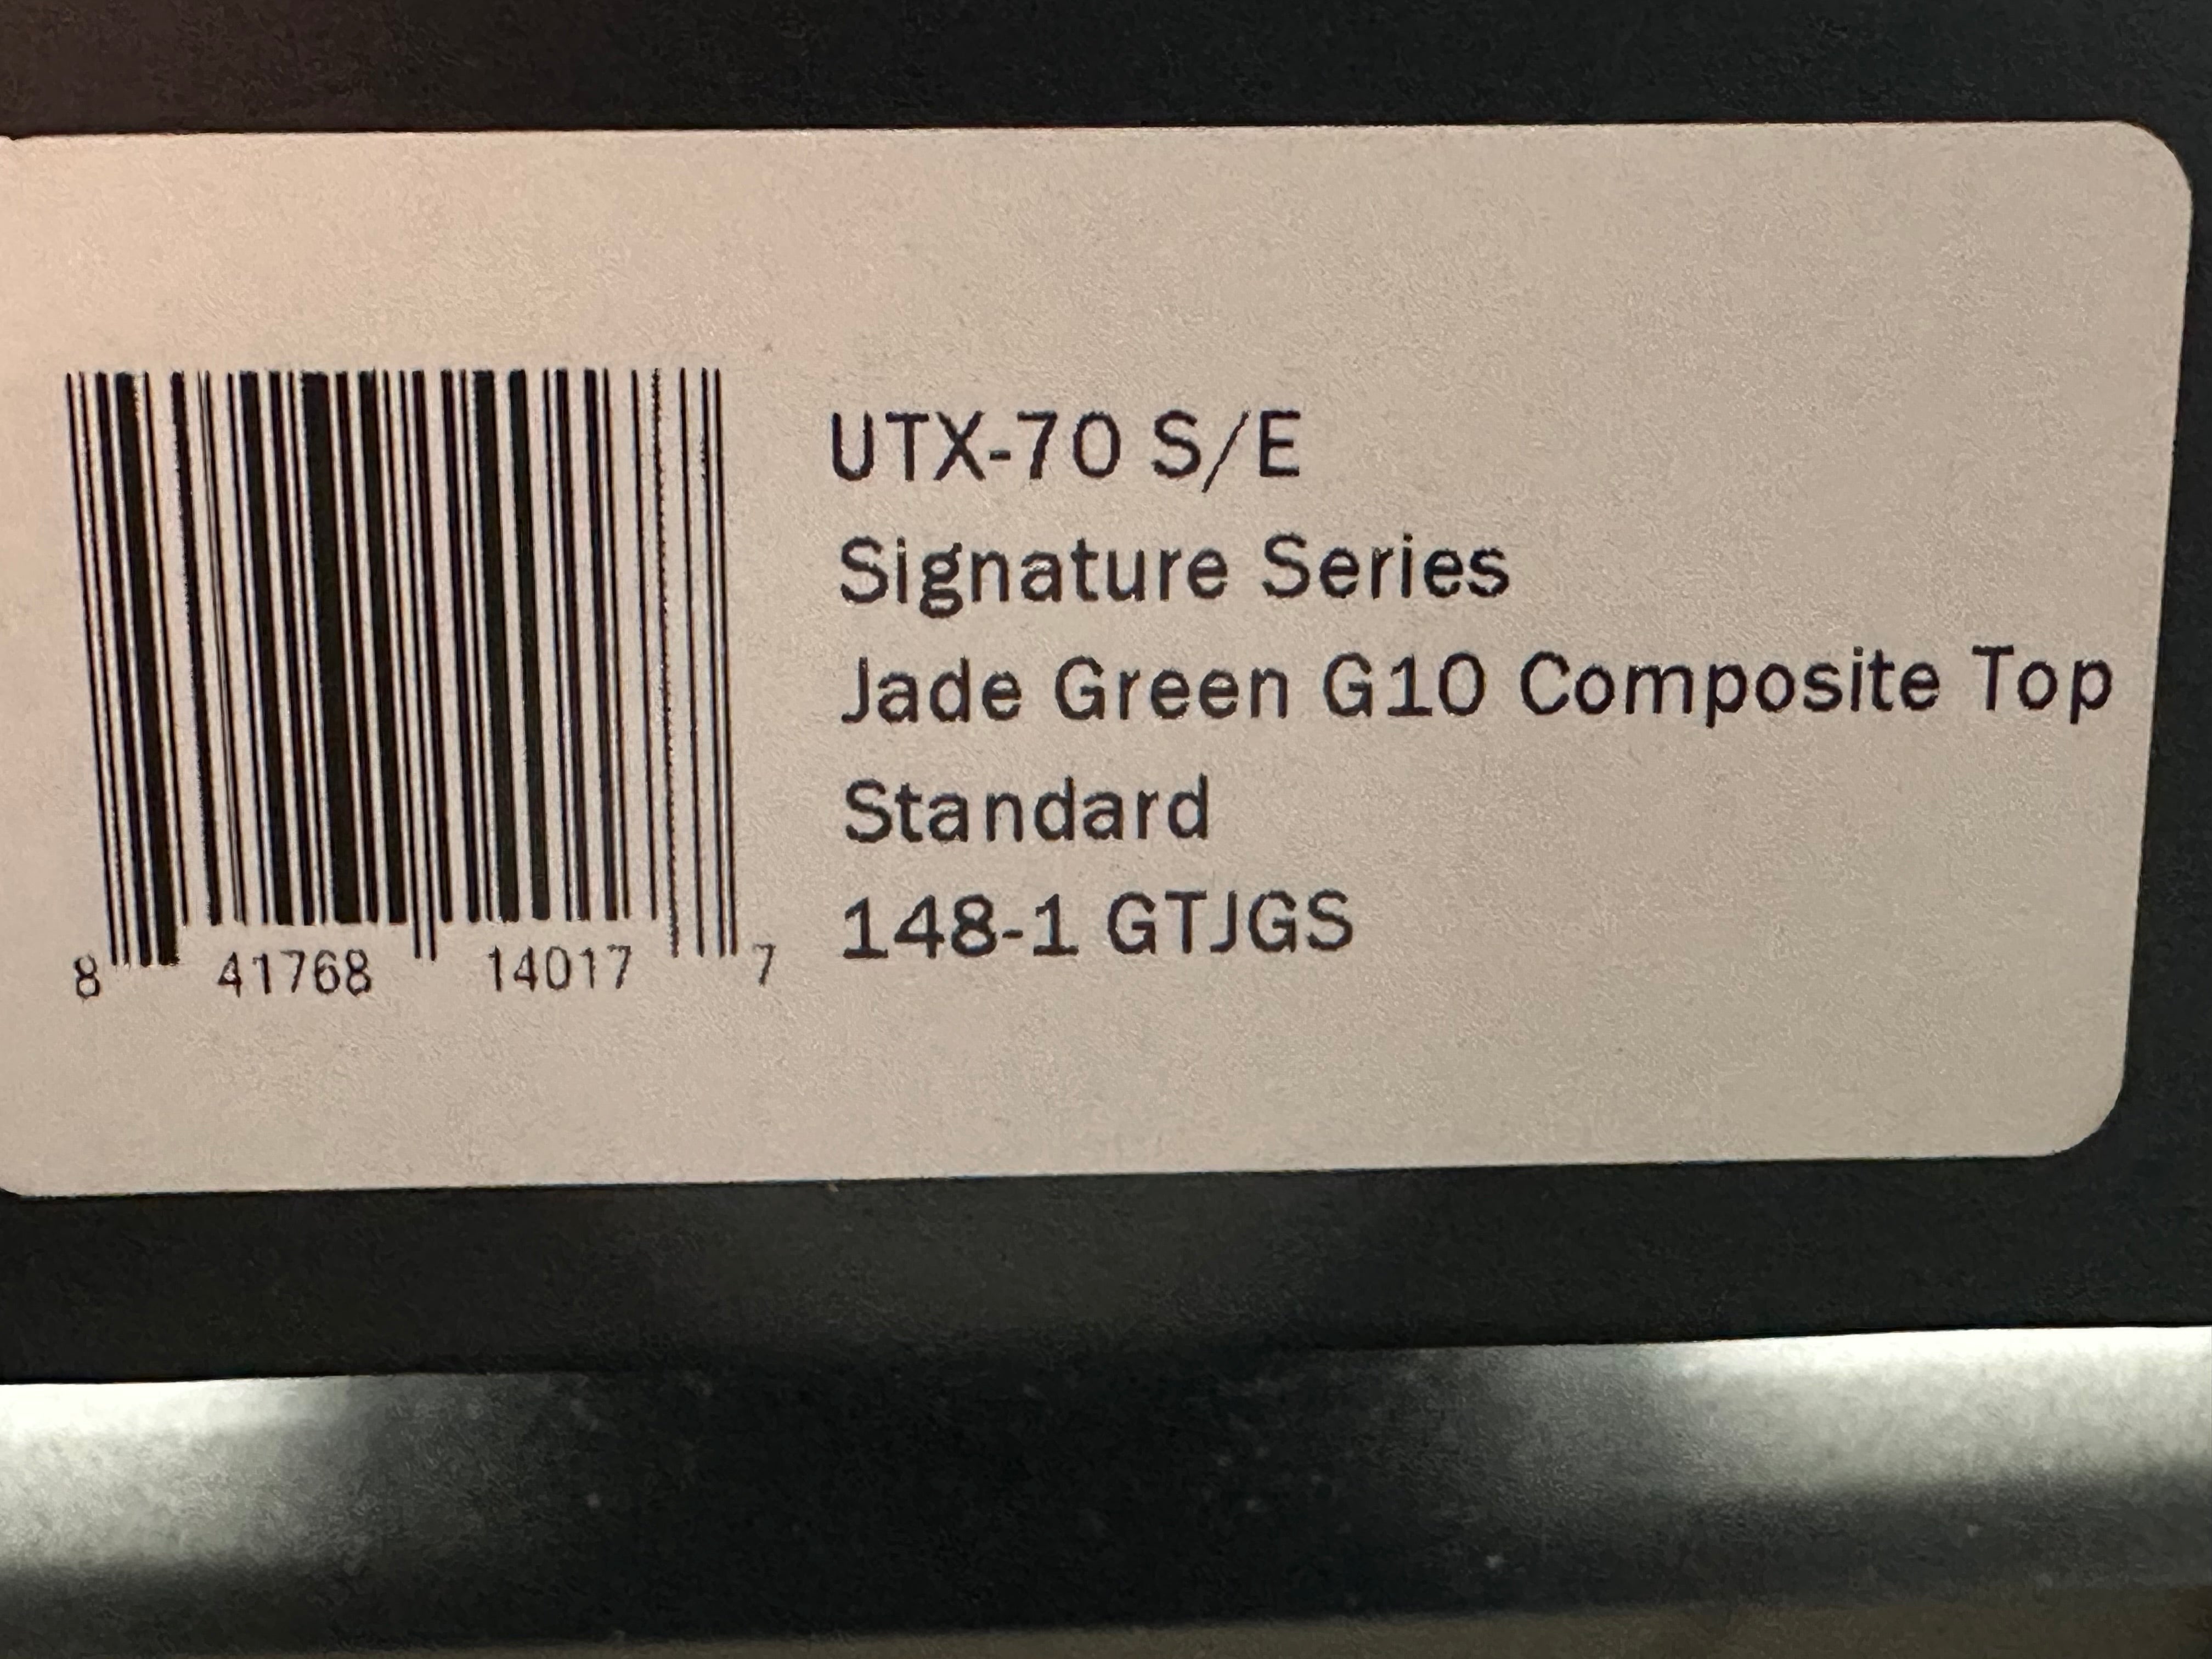 UTX-70 S/E
Signature Series
Jade Green G10 Composite Top
Standard
148-1 GTJGS
8 41768 14017 7